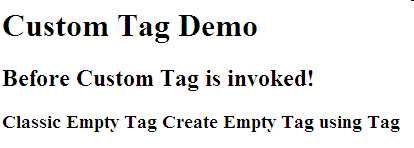 Custom Tag Demo
Before Custom Tag is invoked!
Classic Empty Tag Create Empty Tag using Tag